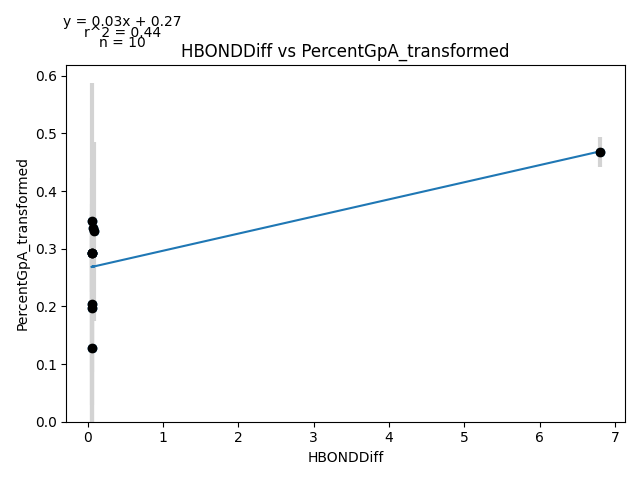 y = 0.03x + 0.27
r^2 = 0.44
n = 10
HBONDDiff vs PercentGpA_transformed
0.6
0.5
0.4
0.3
0.2
0.1
0.0
PercentGpA_transformed
0 1 2 3 4 5 6 7
HBONDDiff